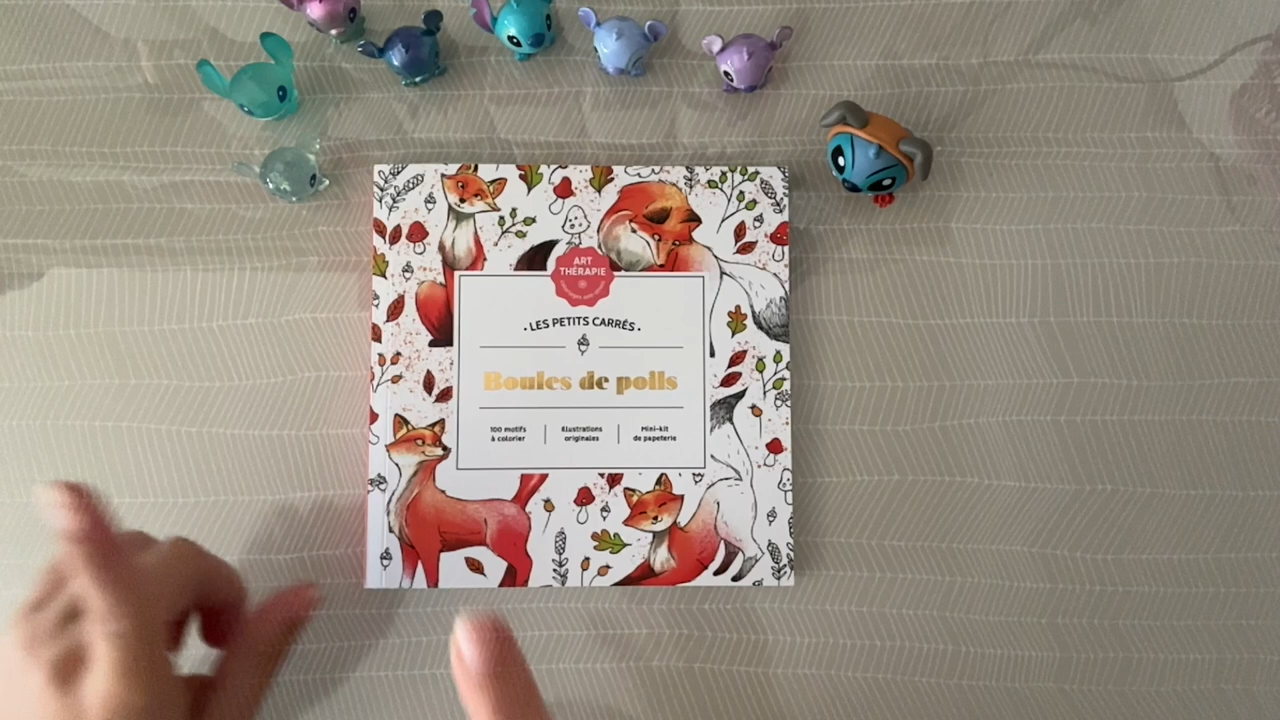 ART
THÉRAPIE
• LES PETITS CARRÉS •
Boules de poils
100 motifs
à colorier
Illustrations
originales
Mini-kit
de papeterie